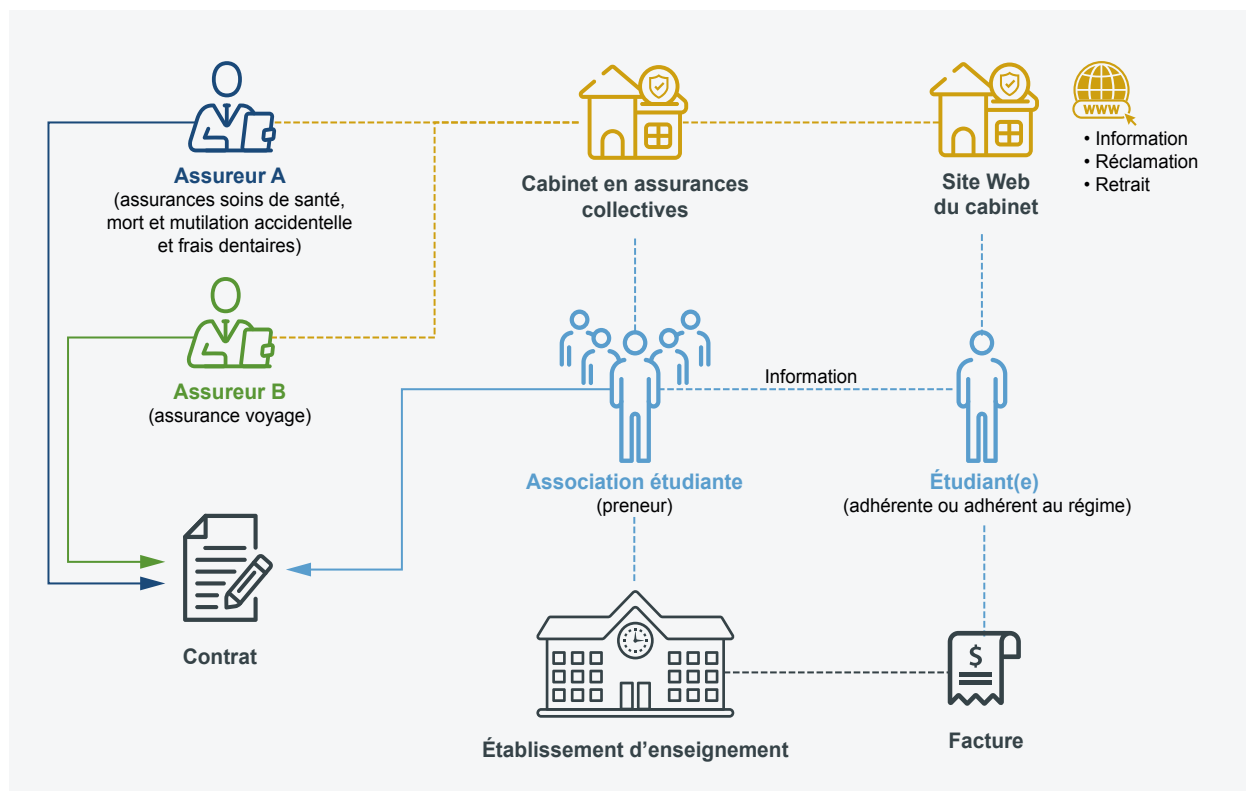 Assureur A
(assurances soins de santé,
mort et mutilation accidentelle
et frais dentaires)
Cabinet en assurances
collectives
Site Web
du cabinet
WWW
• Information
• Réclamation
• Retrait
Assureur B
(assurance voyage)
Information
Association étudiante
(preneur)
Étudiant(e)
(adhérente ou adhérent au régime)
Contrat
Établissement d’enseignement
$
Facture